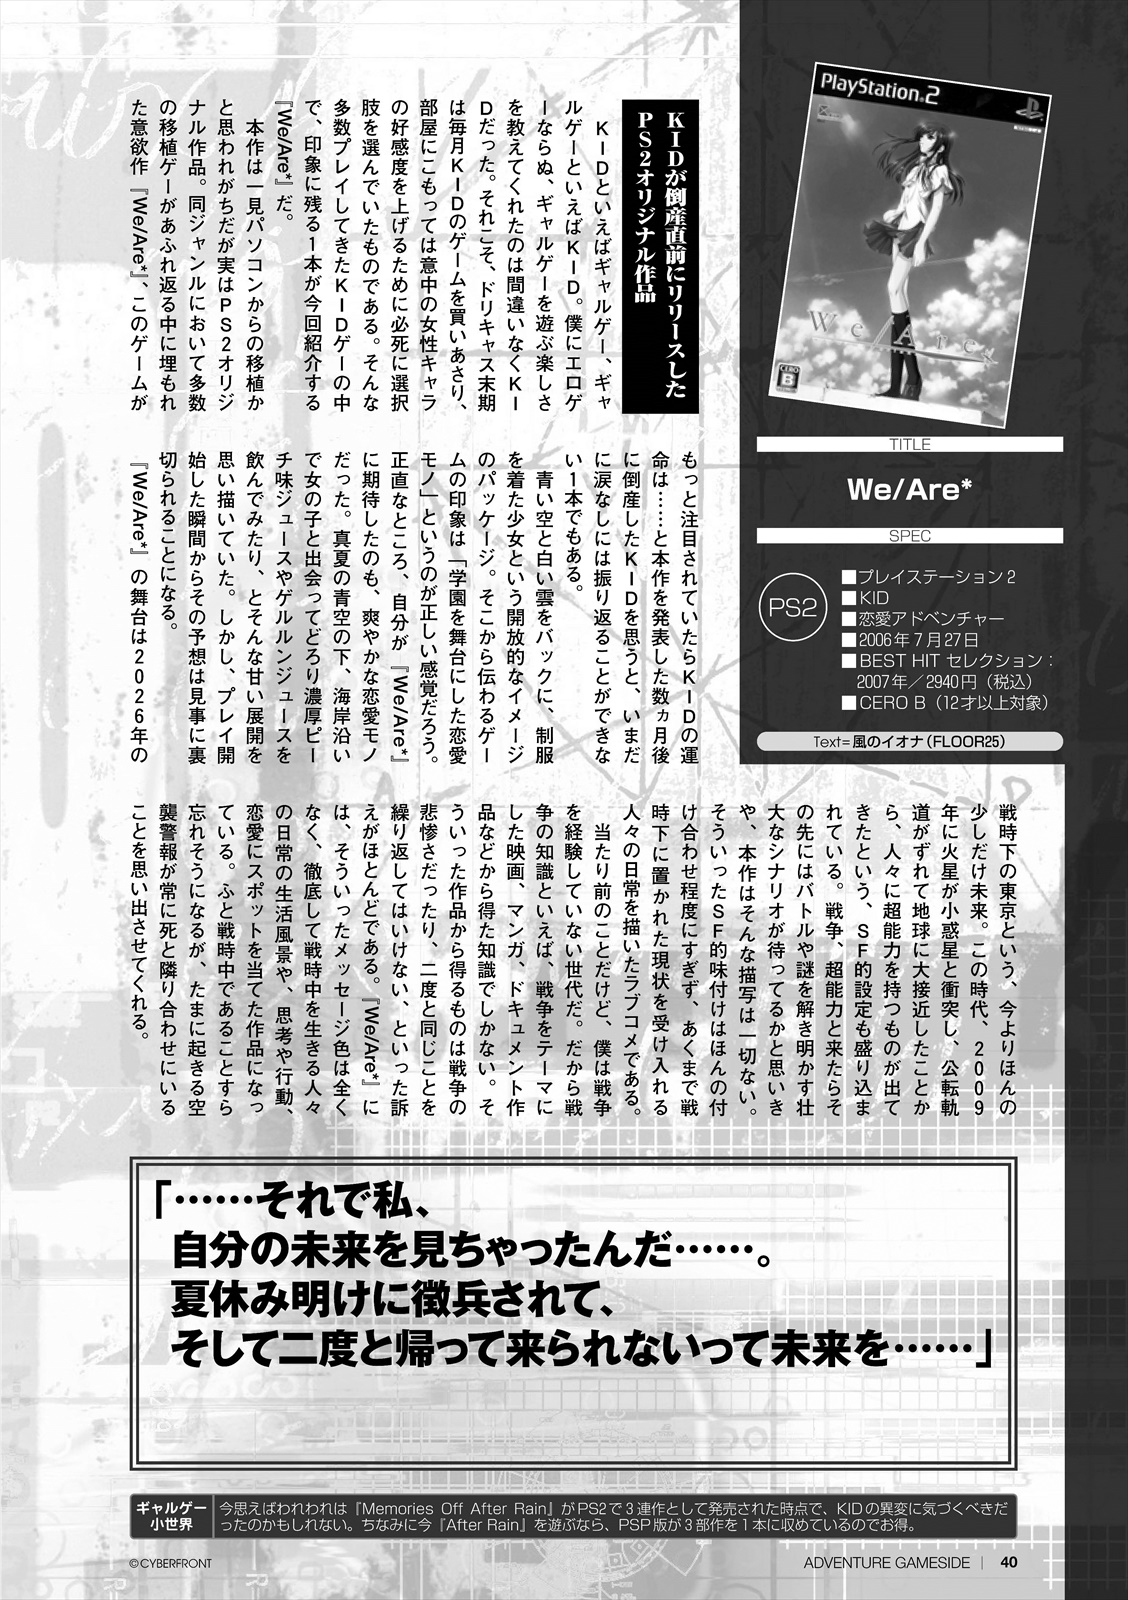 PlayStation.2
We/Are*
CERO
B
TITLE
We/Are*
SPEC
PS2
■プレイステーション2
■KID
■恋愛アドベンチャー
■2006年7月27日
■BEST HIT セレクション：
2007年／2940円（税込）
■CERO B（12才以上対象）
Text=風のイオナ（FLOOR25）
KIDが倒産直前にリリースした
PS2オリジナル作品
KIDといえばギャルゲー、ギャ
ルゲーといえばKID。僕にエロゲ
ーならぬ、ギャルゲーを遊ぶ楽しさ
を教えてくれたのは間違いなくKI
Dだった。それこそ、ドリキャス末期
は毎月KIDのゲームを買いあさり、
部屋にこもっては意中の女性キャラ
の好感度を上げるために必死に選択
肢を選んでいたものである。そんな
多数プレイしてきたKIDゲーの中
で、印象に残る1本が今回紹介する
『We/Are*』だ。
本作は一見パソコンからの移植か
と思われがちだが実はPS2オリジ
ナル作品。同ジャンルにおいて多数
の移植ゲーがあふれ返る中に埋もれ
た意欲作『We/Are*』、このゲームが
もっと注目されていたらKIDの運
命は……と本作を発表した数ヵ月後
に倒産したKIDを思うと、いまだ
に涙なしには振り返ることができな
い1本でもある。
青い空と白い雲をバックに、制服
を着た少女という開放的なイメージ
のパッケージ。そこから伝わるゲー
ムの印象は「学園を舞台にした恋愛
モノ」というのが正しい感覚だろう。
正直なところ、自分が『We/Are*』
に期待したのも、爽やかな恋愛モノ
だった。真夏の青空の下、海岸沿い
で女の子と出会ってどろり濃厚ピー
チ味ジュースやゲルルンジュースを
飲んでみたり、とそんな甘い展開を
思い描いていた。しかし、プレイ開
始した瞬間からその予想は見事に裏
切られることになる。
『We/Are*』の舞台は2026年の
戦時下の東京という、今よりほんの
少しだけ未来。この時代、2009
年に火星が小惑星と衝突し、公転軌
道がずれて地球に大接近したことか
ら、人々に超能力を持つものが出て
きたという、SF的設定も盛り込ま
れている。戦争、超能力と来たらそ
の先にはバトルや謎を解き明かす壮
大なシナリオが待ってるかと思いき
や、本作はそんな描写は一切ない。
そういったSF的味付けはほんの付
け合わせ程度にすぎず、あくまで戦
時下に置かれた現状を受け入れる
人々の日常を描いたラブコメである。
当たり前のことだけど、僕は戦争
を経験していない世代だ。だから戦
争の知識といえば、戦争をテーマに
した映画、マンガ、ドキュメント作
品などから得た知識でしかない。そ
ういった作品から得るものは戦争の
悲惨さだったり、二度と同じことを
繰り返してはいけない、といった訴
えがほとんどである。『We/Are*』に
は、そういったメッセージ色は全く
なく、徹底して戦時中を生きる人々
の日常の生活風景や、思考や行動、
恋愛にスポットを当てた作品になっ
ている。ふと戦時中であることすら
忘れそうになるが、たまに起きる空
襲警報が常に死と隣り合わせにいる
ことを思い出させてくれる。
「……それで私、
自分の未来を見ちゃったんだ……。
夏休み明けに徴兵されて、
そして二度と帰って来られないって未来を……」
ギャルゲー
小世界
今思えばわれわれは『Memories Off After Rain』がPS2で3連作として発売された時点で、KIDの異変に気づくべきだ
ったのかもしれない。ちなみに今『After Rain』を遊ぶなら、PSP版が3部作を1本に収めているのでお得。
©CYBERFRONT
ADVENTURE GAMESIDE | 40